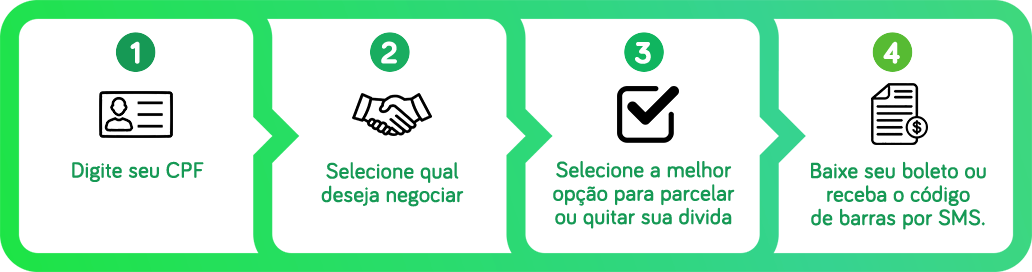 1
Digite seu CPF
2
Selecione qual
deseja negociar
3
Selecione a melhor
opção para parcelar
ou quitar sua divida
4
$
Baixe seu boleto ou
receba o código
de barras por SMS.